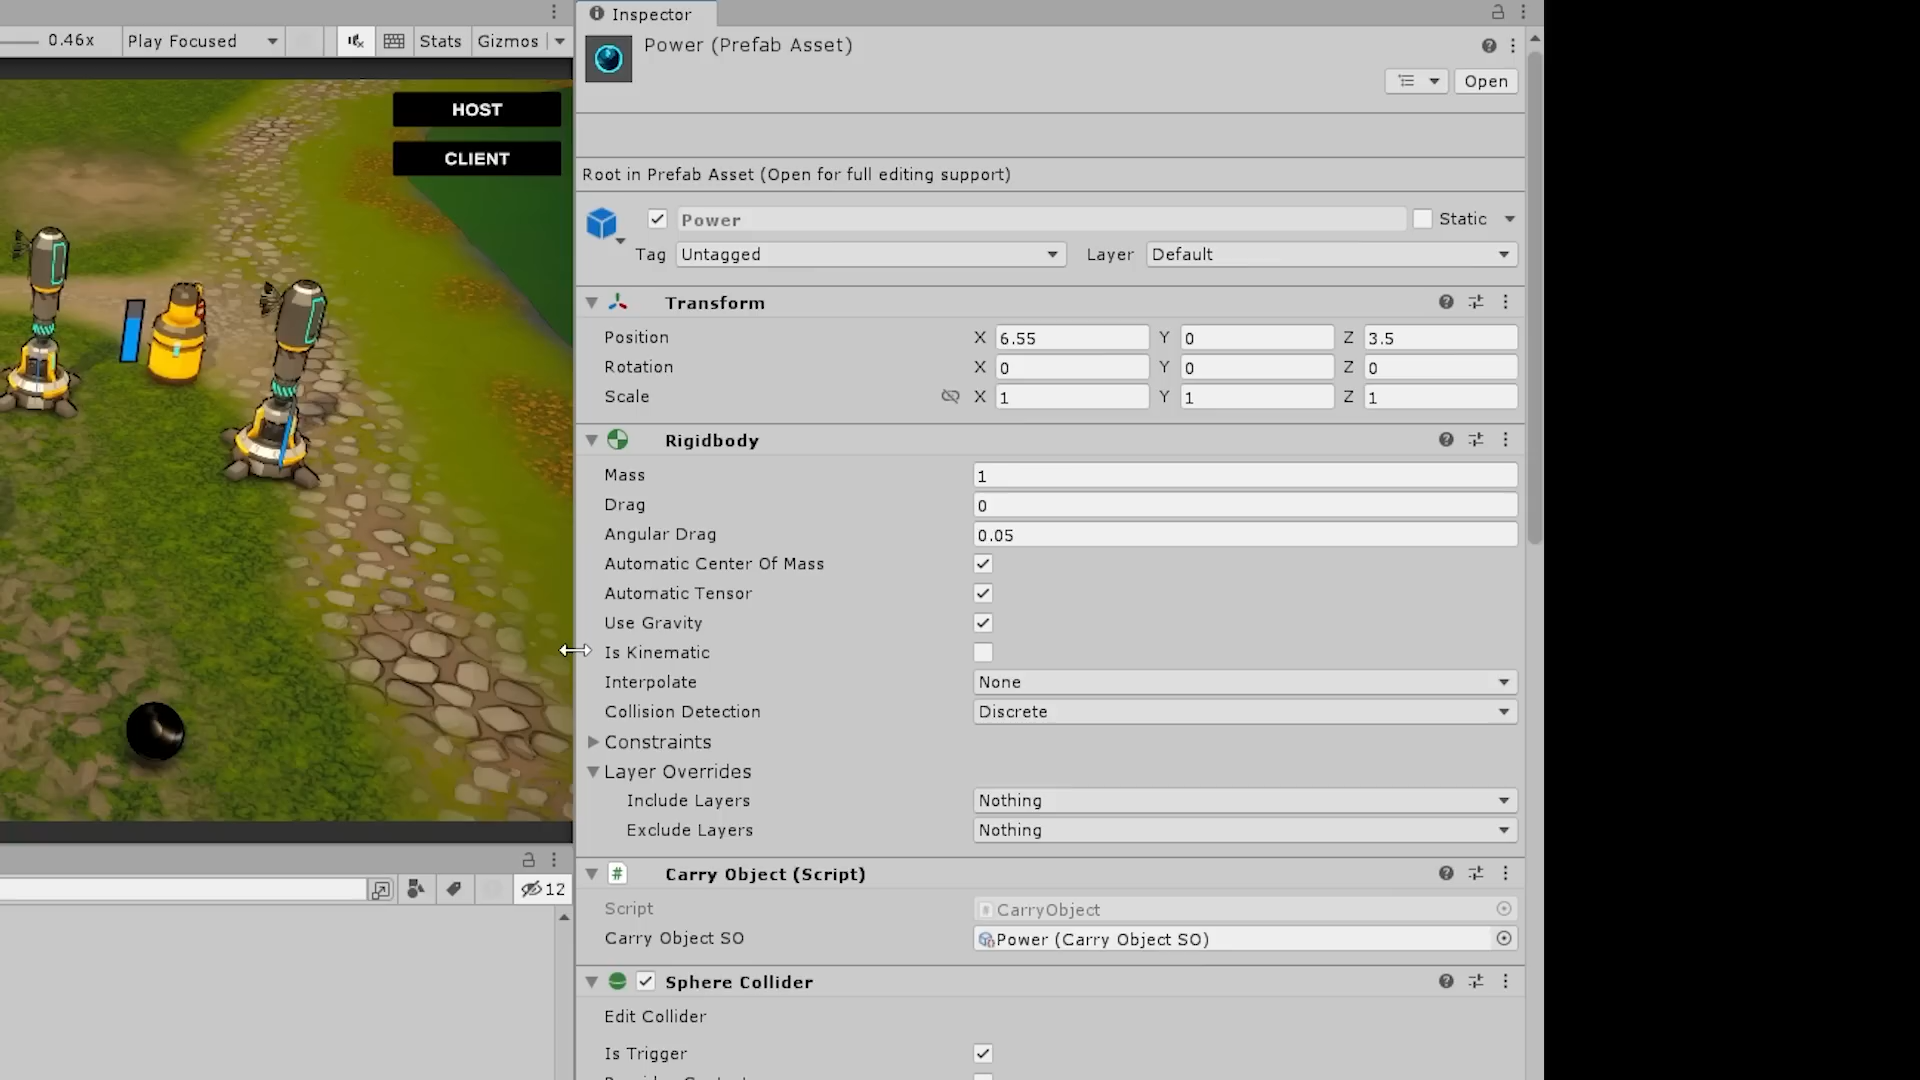 Inspector
0.46x Play Focused Stats Gizmos
Power (Prefab Asset)
Open
HOST
CLIENT
Root in Prefab Asset (Open for full editing support)
Power Static
Tag Untagged Layer Default
Transform
Position X 6.55 Y 0 Z 3.5
Rotation X 0 Y 0 Z 0
Scale X 1 Y 1 Z 1
Rigidbody
Mass 1
Drag 0
Angular Drag 0.05
Automatic Center Of Mass
Automatic Tensor
Use Gravity
Is Kinematic
Interpolate None
Collision Detection Discrete
Constraints
Layer Overrides
Include Layers Nothing
Exclude Layers Nothing
12
Carry Object (Script)
Script CarryObject
Carry Object SO Power (Carry Object SO)
Sphere Collider
Edit Collider
Is Trigger